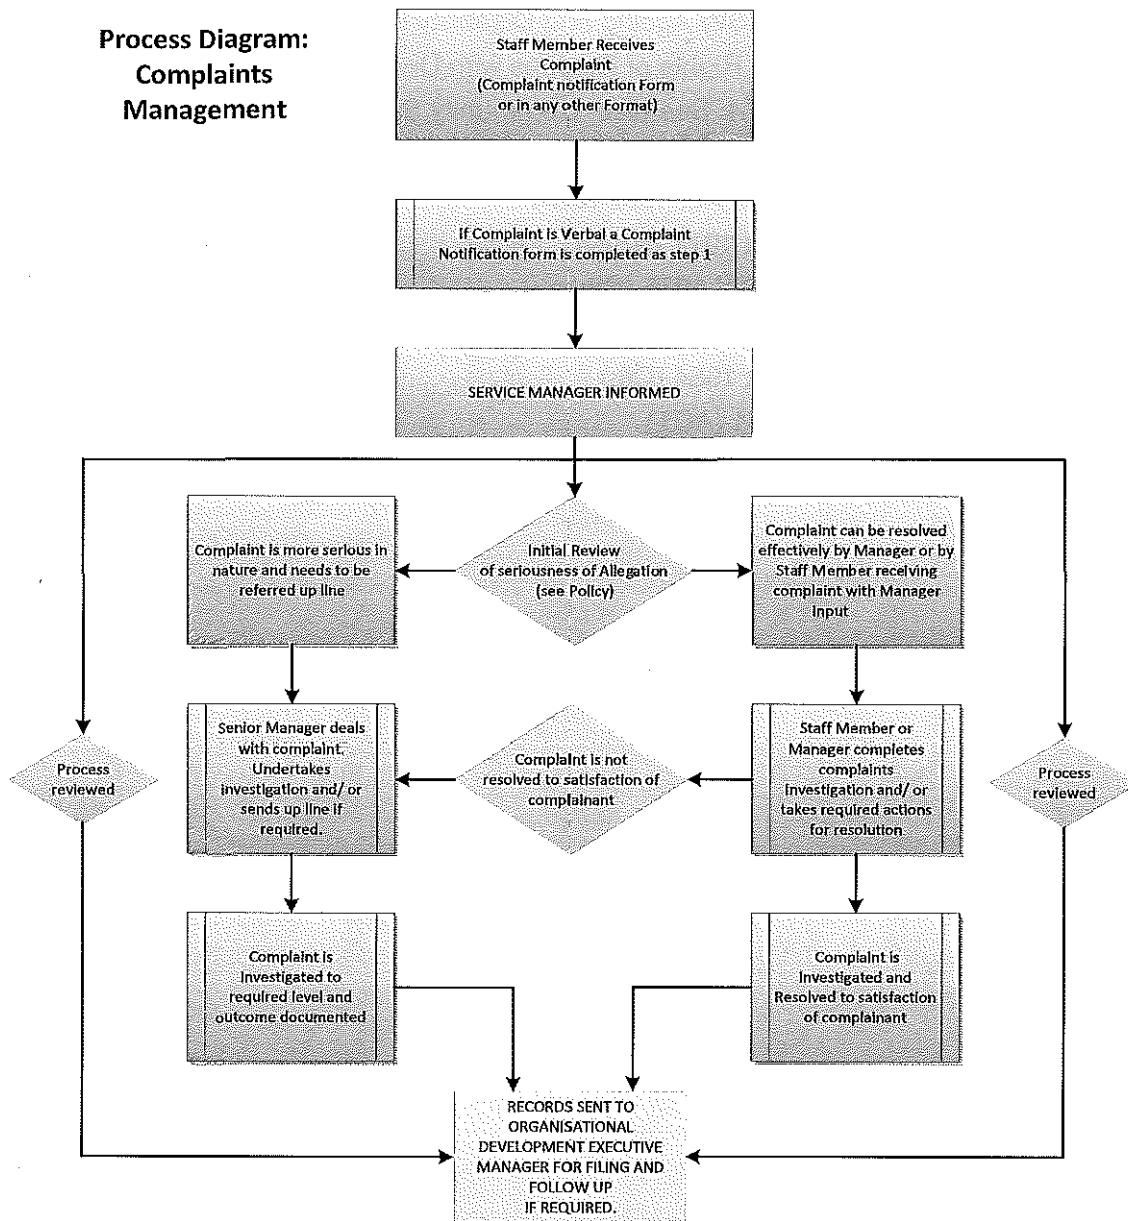 Process Diagram:
Complaints
Management
Staff Member Receives
Complaint
(Complaint notification Form
or in any other Format)
If Complaint is Verbal a Complaint
Notification form is completed as step 1
SERVICE MANAGER INFORMED
Complaint is more serious in
nature and needs to be
referred up line
Initial Review
of seriousness of Allegation
(see Policy)
Complaint can be resolved
effectively by Manager or by
Staff Member receiving
complaint with Manager
Input
Process
reviewed
Senior Manager deals
with complaint.
Undertakes
investigation and/ or
sends up line if
required.
Complaint is not
resolved to satisfaction of
complainant
Staff Member or
Manager completes
complaints
investigation and/ or
takes required actions
for resolution
Process
reviewed
Complaint is
investigated to
required level and
outcome documented
Complaint is
Investigated and
Resolved to satisfaction
of complainant
RECORDS SENT TO
ORGANISATIONAL
DEVELOPMENT EXECUTIVE
MANAGER FOR FILING AND
FOLLOW UP
IF REQUIRED.